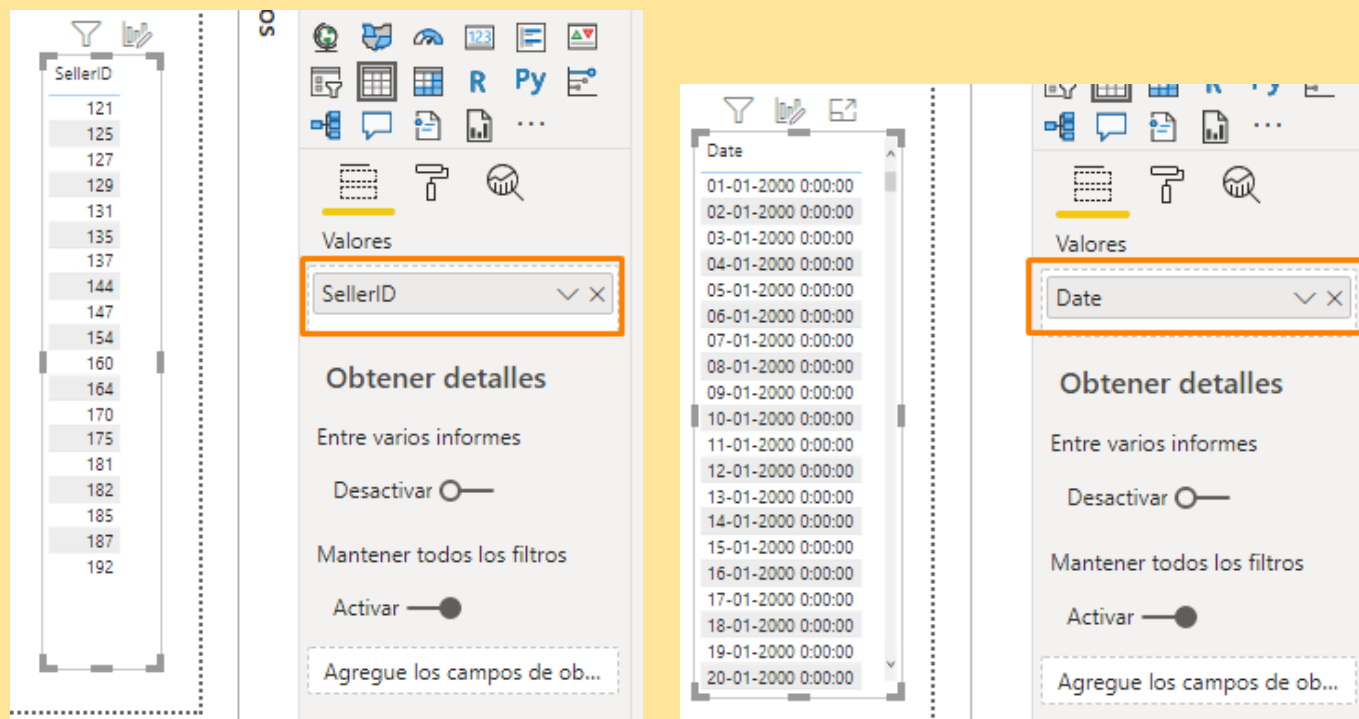 OS
123
R Py
...
SellerID
121
125
127
129
131
135
137
144
147
154
160
164
170
175
181
182
185
187
192
Valores
SellerID
Obtener detalles
Entre varios informes
Desactivar
Mantener todos los filtros
Activar
Agregue los campos de ob...
Date
01-01-2000 0:00:00
02-01-2000 0:00:00
03-01-2000 0:00:00
04-01-2000 0:00:00
05-01-2000 0:00:00
06-01-2000 0:00:00
07-01-2000 0:00:00
08-01-2000 0:00:00
09-01-2000 0:00:00
10-01-2000 0:00:00
11-01-2000 0:00:00
12-01-2000 0:00:00
13-01-2000 0:00:00
14-01-2000 0:00:00
15-01-2000 0:00:00
16-01-2000 0:00:00
17-01-2000 0:00:00
18-01-2000 0:00:00
19-01-2000 0:00:00
20-01-2000 0:00:00
...
Valores
Date
Obtener detalles
Entre varios informes
Desactivar
Mantener todos los filtros
Activar
Agregue los campos de ob...